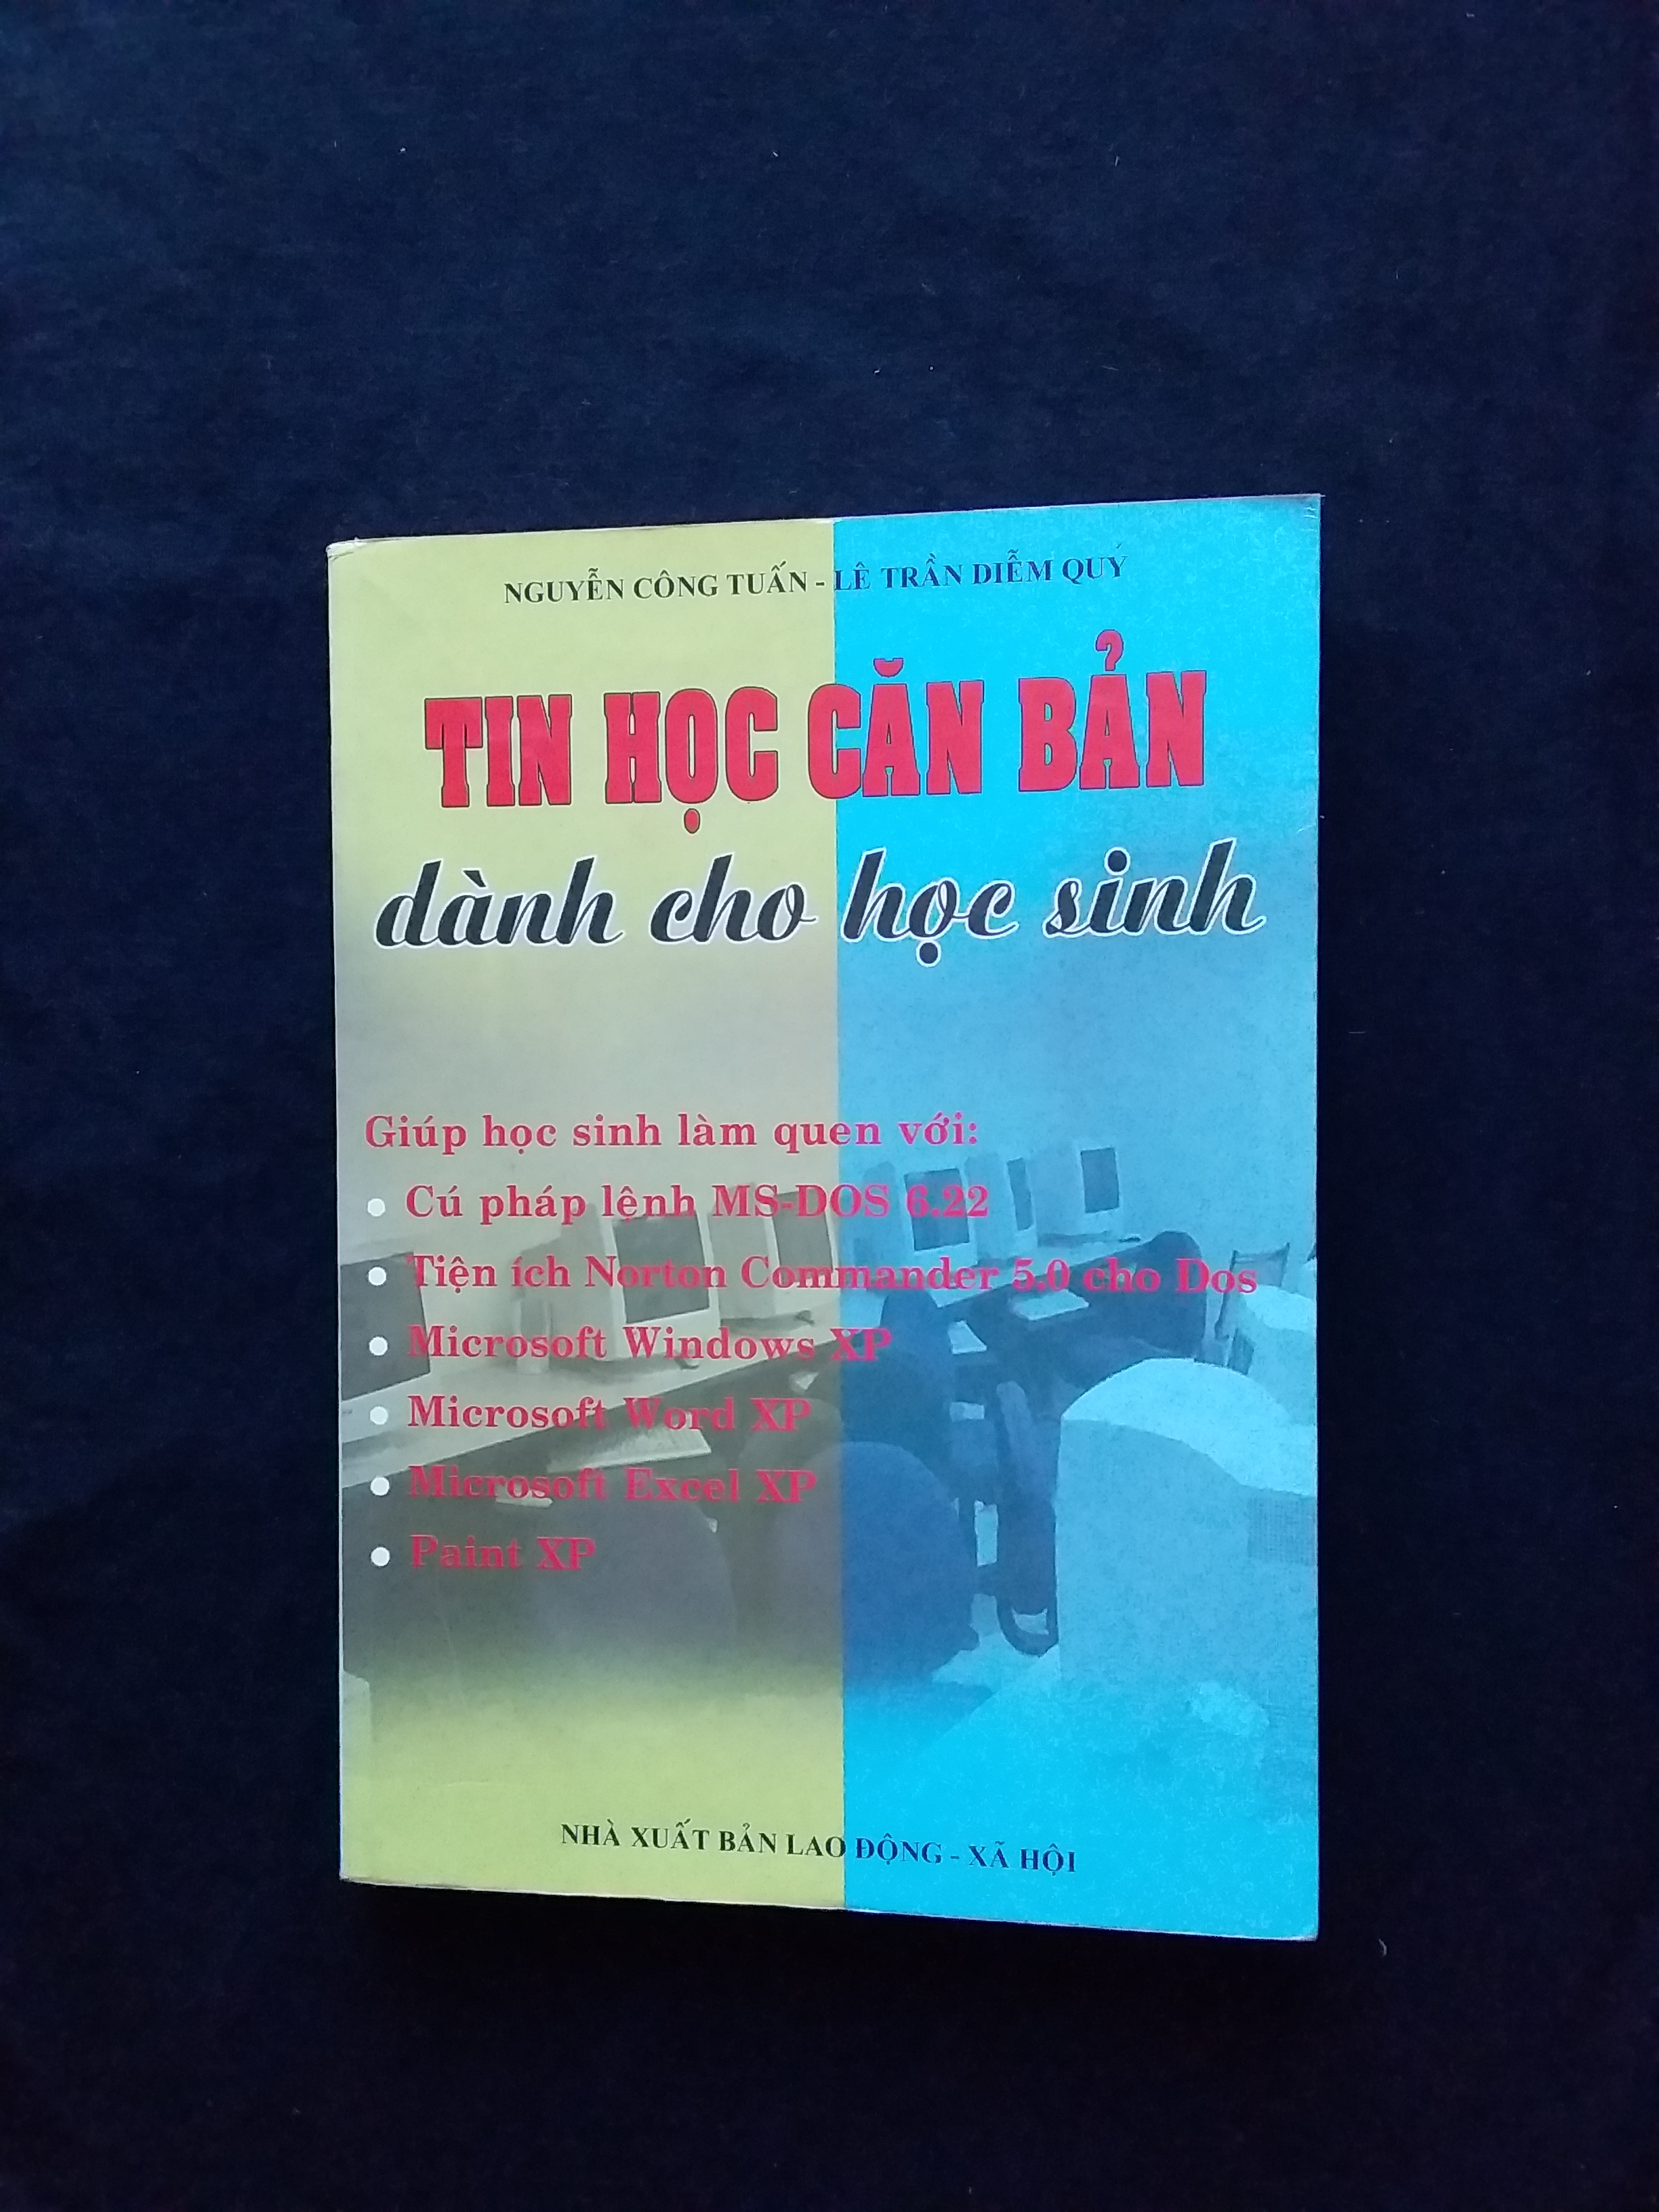 NGUYỄN CÔNG TUẤN - LÊ TRẦN DIỄM QUÝ
TIN HỌC CĂN BẢN
dành cho học sinh
Giúp học sinh làm quen với:
• Cú pháp lệnh MS-DOS 6.22
• Tiện ích Norton Commander 5.0 cho Dos
• Microsoft Windows XP
• Microsoft Word XP
• Microsoft Excel XP
• Paint XP
NHÀ XUẤT BẢN LAO ĐỘNG - XÃ HỘI